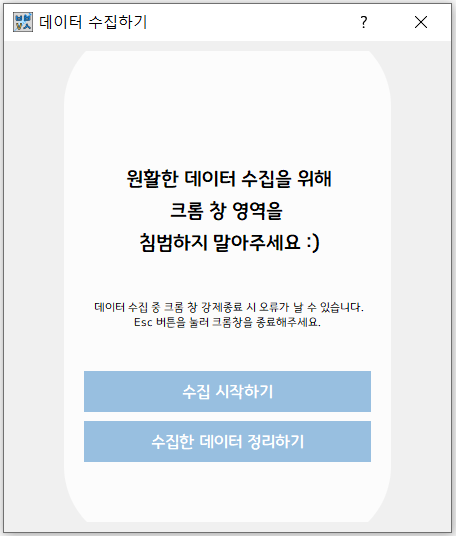 데이터 수집하기
원활한 데이터 수집을 위해
크롬 창 영역을
침범하지 말아주세요 :)
데이터 수집 중 크롬 창 강제종료 시 오류가 날 수 있습니다.
Esc 버튼을 눌러 크롬창을 종료해주세요.
수집 시작하기
수집한 데이터 정리하기